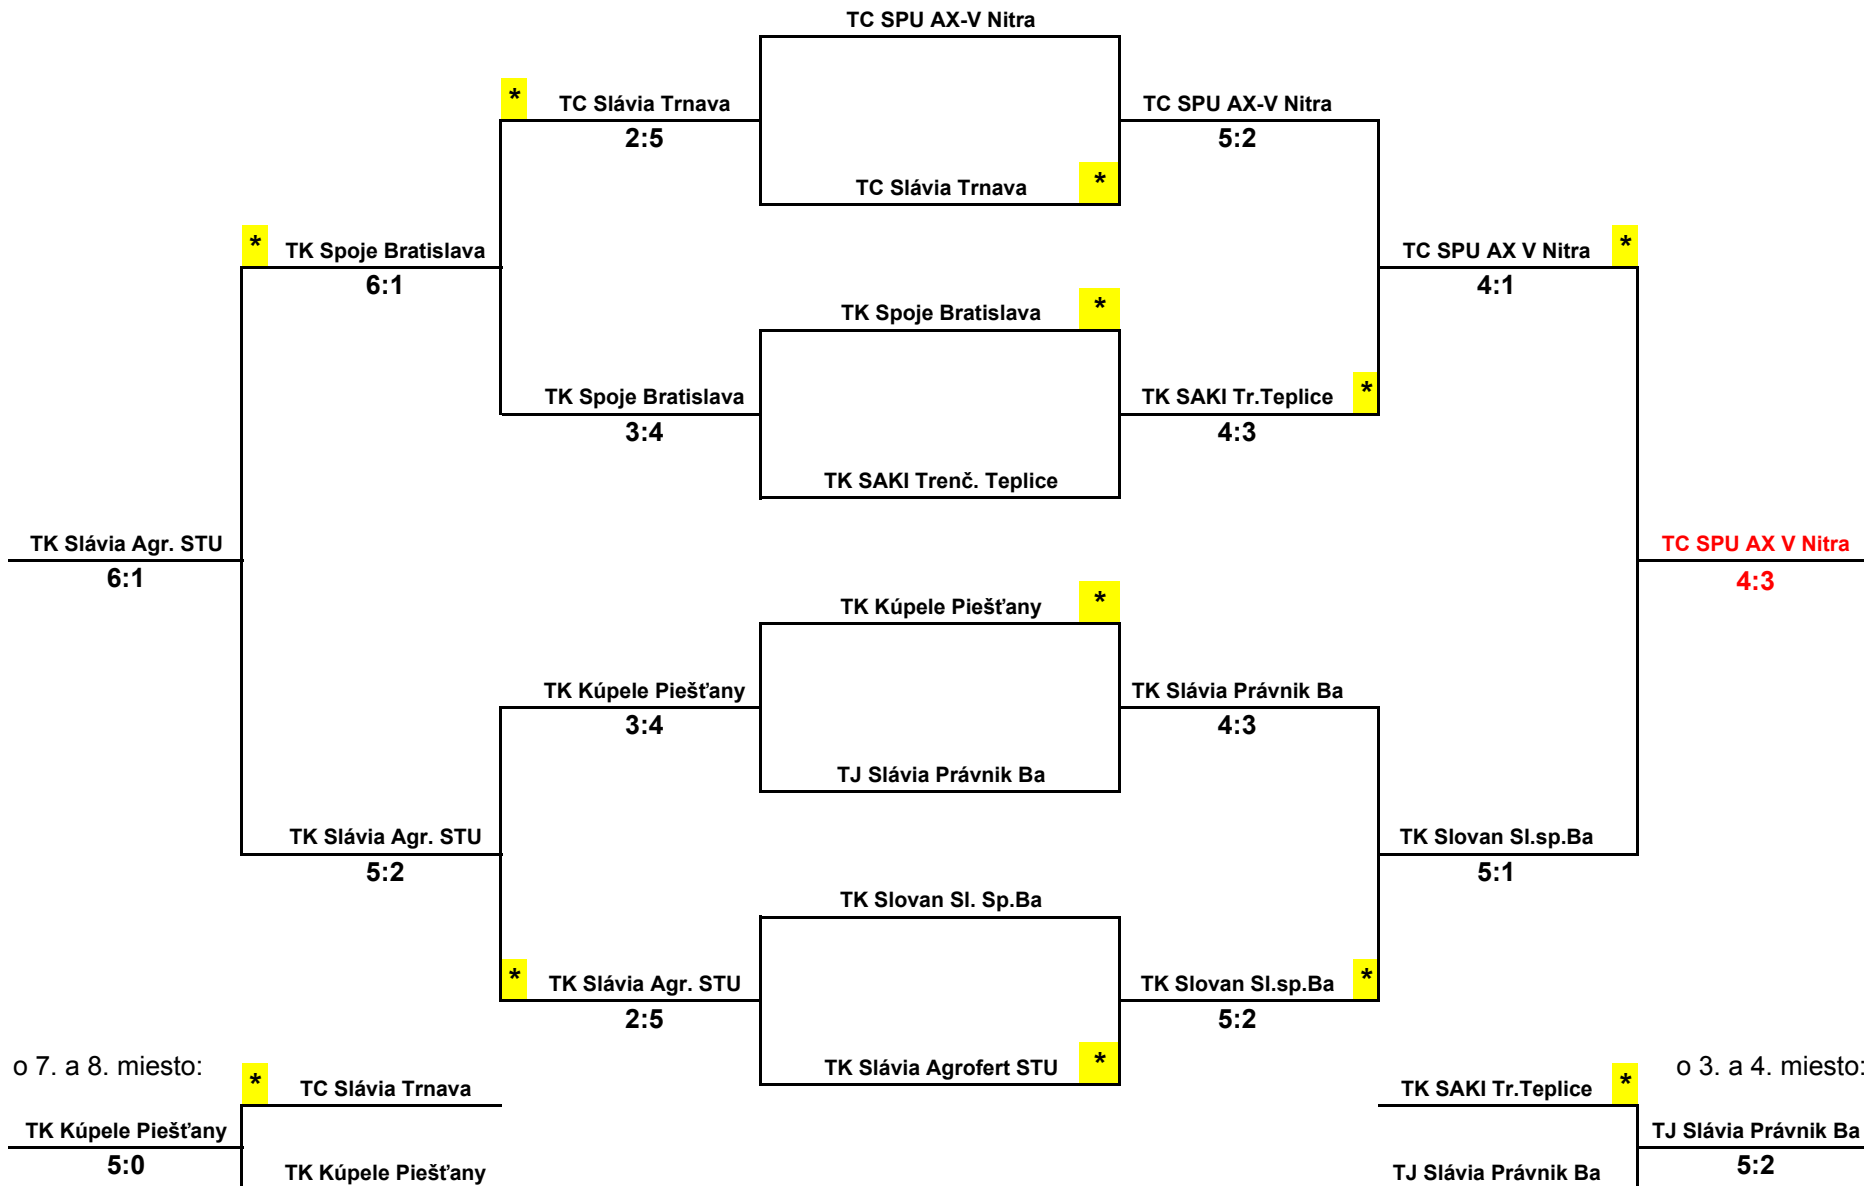 TC SPU AX-V Nitra
* TC Slávia Trnava TC SPU AX-V Nitra
2:5 5:2
TC Slávia Trnava *
* TK Spoje Bratislava TC SPU AX V Nitra *
6:1 4:1
TK Spoje Bratislava *
TK Spoje Bratislava TK SAKI Tr.Teplice *
3:4 4:3
TK SAKI Trenč. Teplice
TK Slávia Agr. STU TC SPU AX V Nitra
6:1 4:3
TK Kúpele Piešťany *
TK Kúpele Piešťany TK Slávia Právnik Ba
3:4 4:3
TJ Slávia Právnik Ba
TK Slávia Agr. STU TK Slovan Sl.sp.Ba
5:2 5:1
TK Slovan Sl. Sp.Ba
* TK Slávia Agr. STU TK Slovan Sl.sp.Ba *
2:5 5:2
o 7. a 8. miesto: TK Slávia Agrofert STU * o 3. a 4. miesto:
* TC Slávia Trnava TK SAKI Tr.Teplice *
TK Kúpele Piešťany TJ Slávia Právnik Ba
5:0 TK Kúpele Piešťany TJ Slávia Právnik Ba 5:2